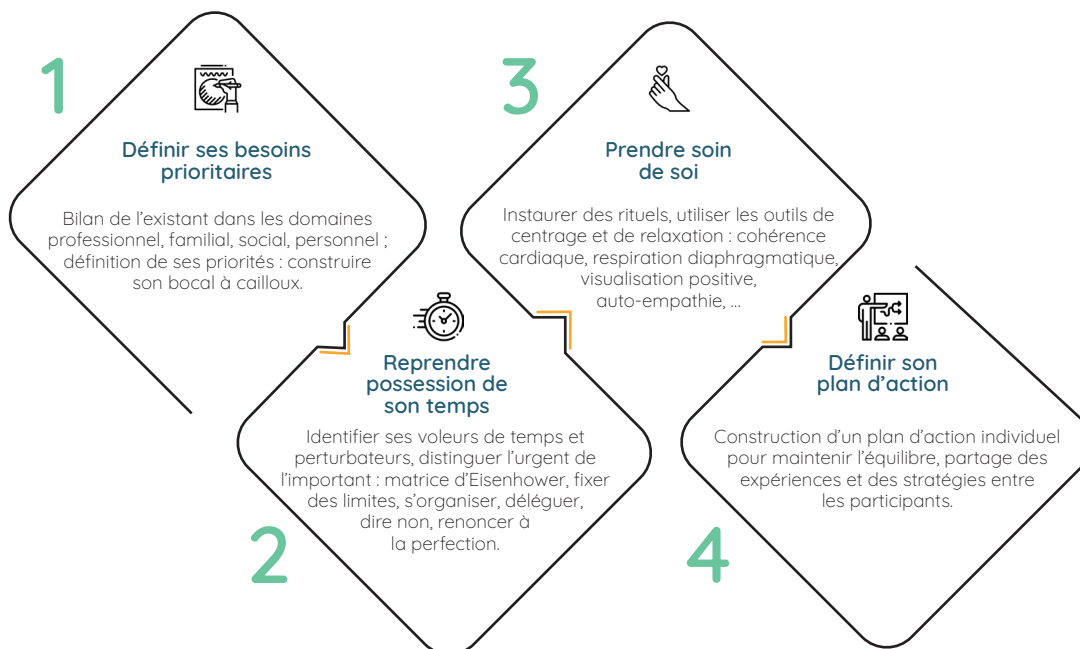 1
Définir ses besoins
prioritaires
Bilan de l’existant dans les domaines
professionnel, familial, social, personnel ;
définition de ses priorités : construire
son bocal à cailloux.
2
Reprendre
possession de
son temps
Identifier ses voleurs de temps et
perturbateurs, distinguer l’urgent de
l’important : matrice d’Eisenhower, fixer
des limites, s’organiser, déléguer,
dire non, renoncer à
la perfection.
3
Prendre soin
de soi
Instaurer des rituels, utiliser les outils de
centrage et de relaxation : cohérence
cardiaque, respiration diaphragmatique,
visualisation positive,
auto-empathie, ...
4
Définir son
plan d’action
Construction d’un plan d’action individuel
pour maintenir l’équilibre, partage des
expériences et des stratégies entre
les participants.